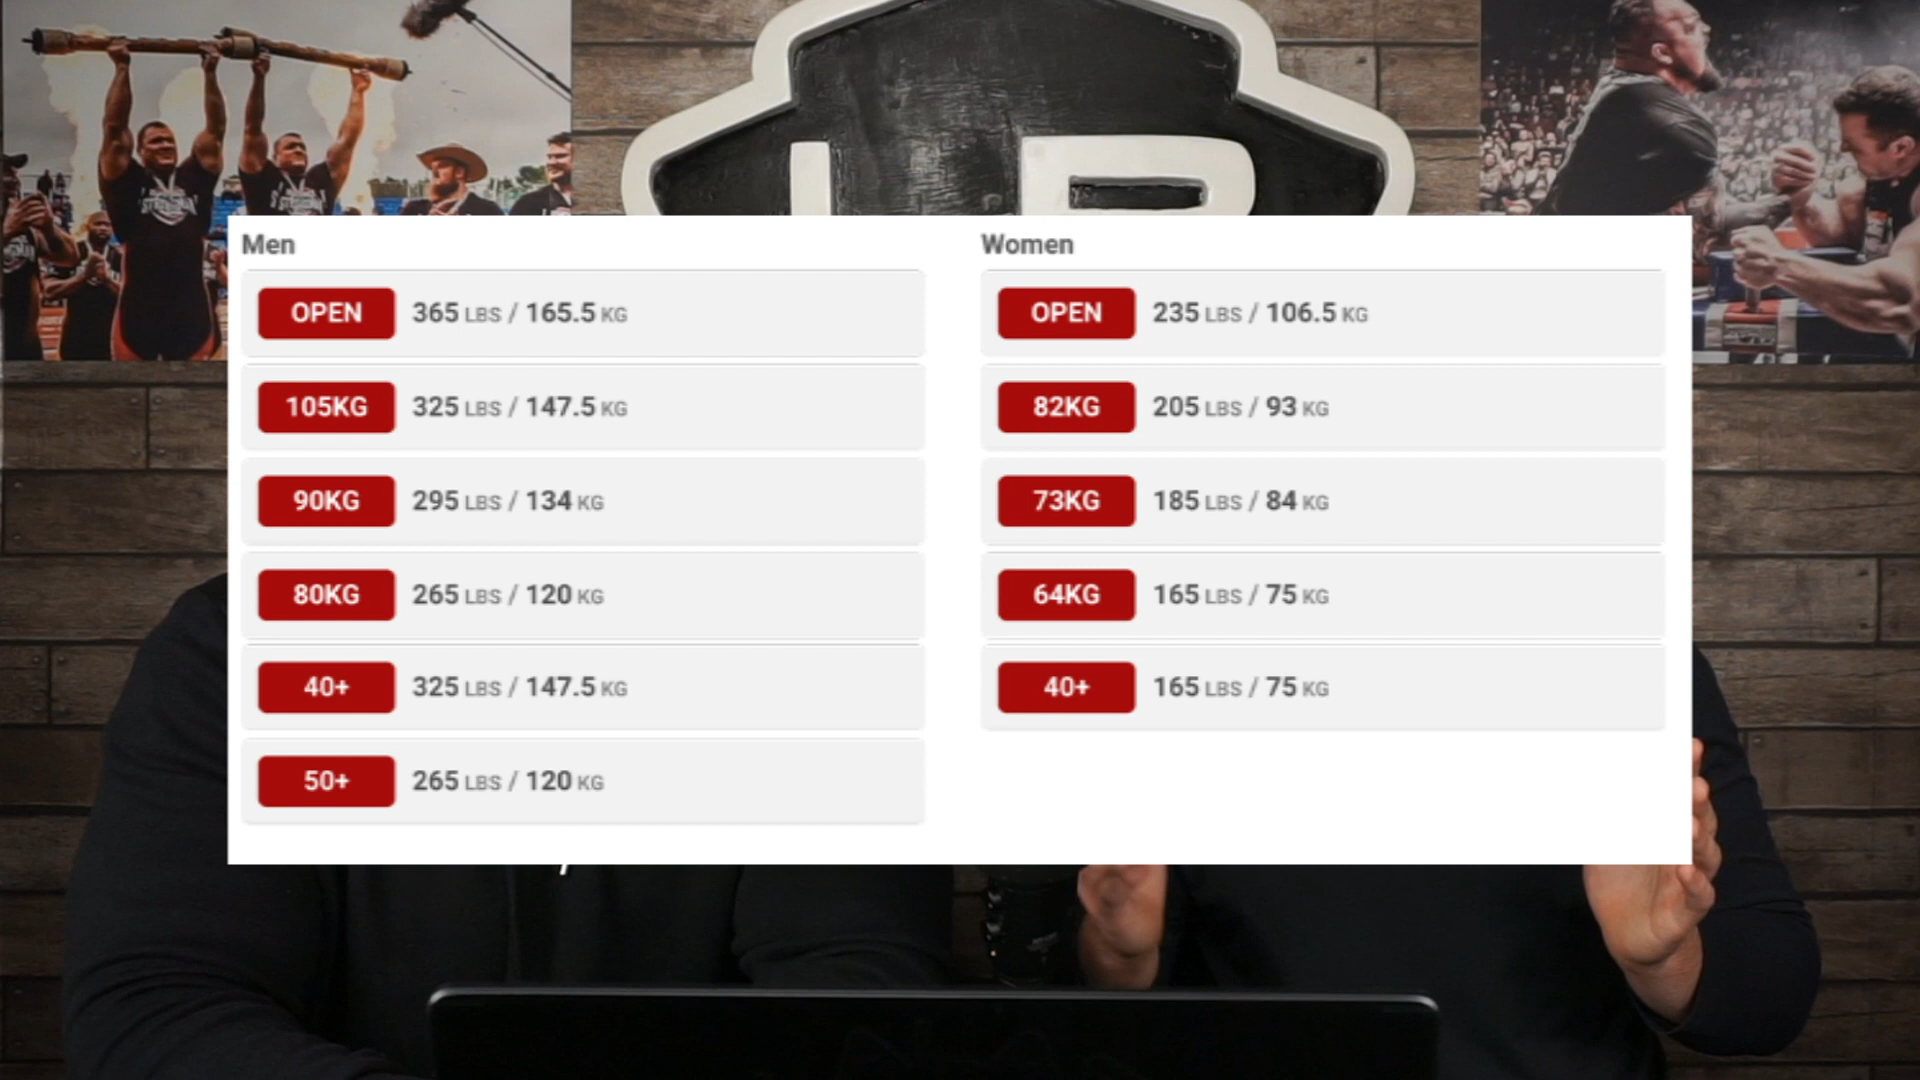 LP
Men
OPEN 365 LBS / 165.5 KG
105KG 325 LBS / 147.5 KG
90KG 295 LBS / 134 KG
80KG 265 LBS / 120 KG
40+ 325 LBS / 147.5 KG
50+ 265 LBS / 120 KG
Women
OPEN 235 LBS / 106.5 KG
82KG 205 LBS / 93 KG
73KG 185 LBS / 84 KG
64KG 165 LBS / 75 KG
40+ 165 LBS / 75 KG